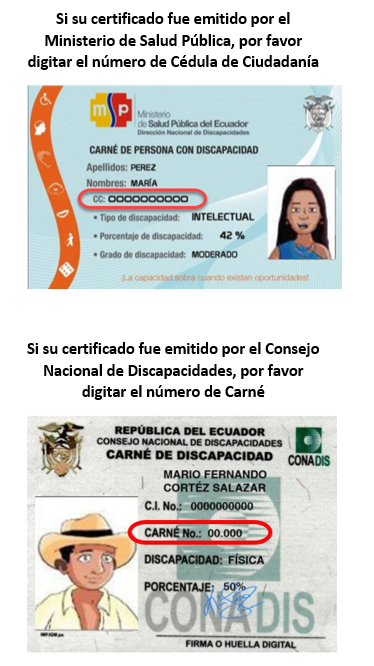 Si su certificado fue emitido por el
Ministerio de Salud Pública, por favor
digitar el número de Cédula de Ciudadanía
msp
Ministerio
de Salud Pública del Ecuador
Dirección Nacional de Discapacidades
CARNÉ DE PERSONA CON DISCAPACIDAD
Apellidos: PEREZ
Nombres: MARÍA
CC: OOOOOOOOOO
• Tipo de discapacidad: INTELECTUAL
• Porcentaje de discapacidad: 42 %
• Grado de discapacidad: MODERADO
¡La capacidad sobra cuando existen oportunidades!
Si su certificado fue emitido por el Consejo
Nacional de Discapacidades, por favor
digitar el número de Carné
REPÚBLICA DEL ECUADOR
CONSEJO NACIONAL DE DISCAPACIDADES
CARNÉ DE DISCAPACIDAD
CONADIS
MARIO FERNANDO
CORTÉZ SALAZAR
C.I. No.: 0000000000
CARNÉ No.: 00.000
DISCAPACIDAD: FÍSICA
PORCENTAJE: 50%
CONADIS
IMP.IGM.ps
FIRMA O HUELLA DIGITAL